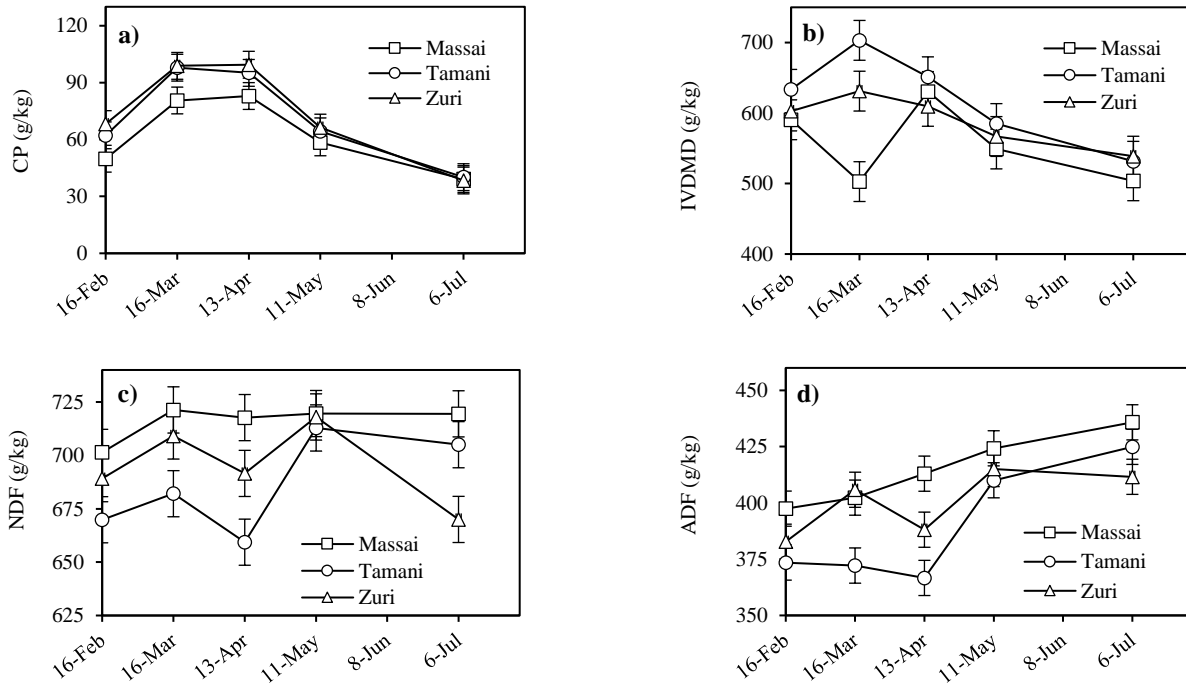 a)
CP (g/kg)
120
90
60
30
0
Massai
Tamani
Zuri
16-Feb
16-Mar
13-Apr
11-May
8-Jun
6-Jul
b)
IVDMD (g/kg)
700
600
500
400
Massai
Tamani
Zuri
16-Feb
16-Mar
13-Apr
11-May
8-Jun
6-Jul
c)
NDF (g/kg)
725
700
675
650
625
Massai
Tamani
Zuri
16-Feb
16-Mar
13-Apr
11-May
8-Jun
6-Jul
d)
ADF (g/kg)
450
425
400
375
350
Massai
Tamani
Zuri
16-Feb
16-Mar
13-Apr
11-May
8-Jun
6-Jul